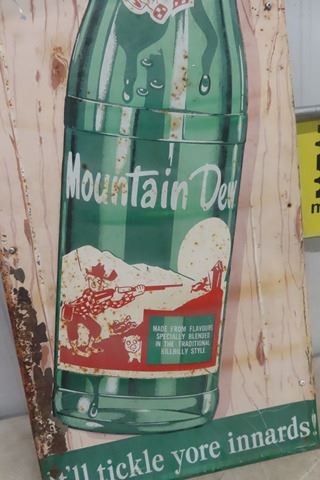 Mountain Dew
MADE FROM FLAVOURS
SPECIALLY BLENDED
IN THE TRADITIONAL
HILLBILLY STYLE
t'll tickle yore innards!